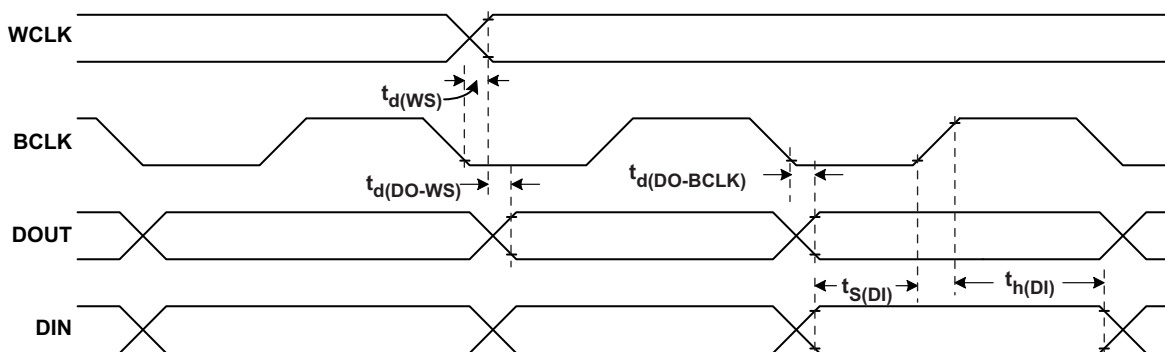 WCLK
td(WS)
BCLK
td(DO-WS)
td(DO-BCLK)
DOUT
tS(DI)
th(DI)
DIN